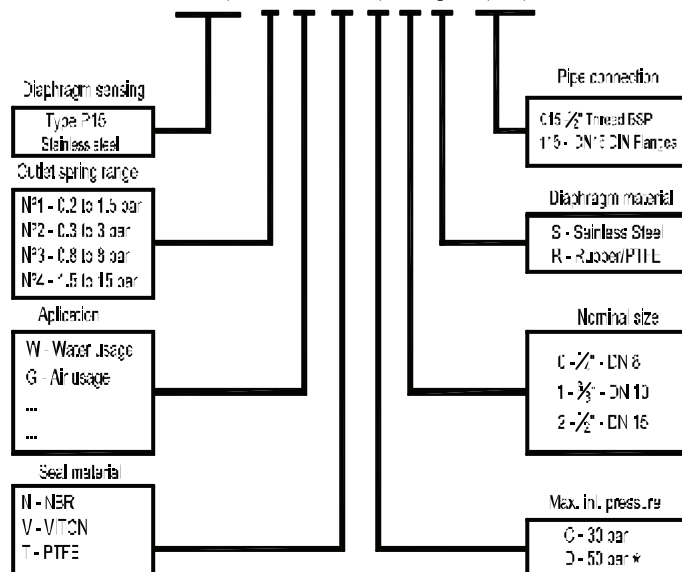 Diaphragm sensing
Type P15
Stainless steel
Outlet spring range
Nº1 - 0.2 to 1.5 bar
Nº2 - 0.3 to 3 bar
Nº3 - 0.8 to 8 bar
Nº4 - 1.5 to 15 bar
Aplication
W - Water usage
G - Air usage
...
...
Seal material
N - NBR
V - VITON
T - PTFE
Pipe connection
015 ½" Thread BSP
115 - DN15 DIN Flanges
Diaphragm material
S - Sainless Steel
R - Rubber/PTFE
Nominal size
0 - ¼" - DN 8
1 - ⅜" - DN 10
2 - ½" - DN 15
Max. inl. pressure
C - 30 bar
D - 50 bar *